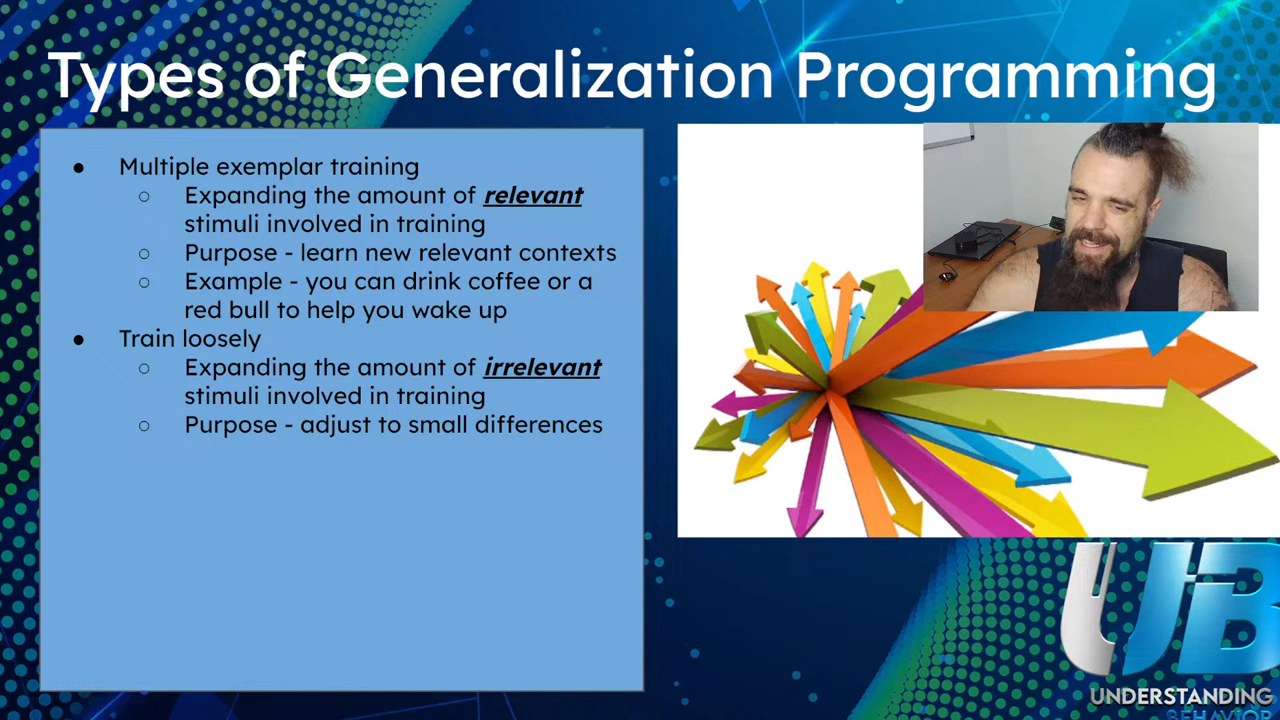 Types of Generalization Programming
● Multiple exemplar training
○ Expanding the amount of relevant
stimuli involved in training
○ Purpose - learn new relevant contexts
○ Example - you can drink coffee or a
red bull to help you wake up
● Train loosely
○ Expanding the amount of irrelevant
stimuli involved in training
○ Purpose - adjust to small differences
UB
UNDERSTANDING
BEHAVIOR